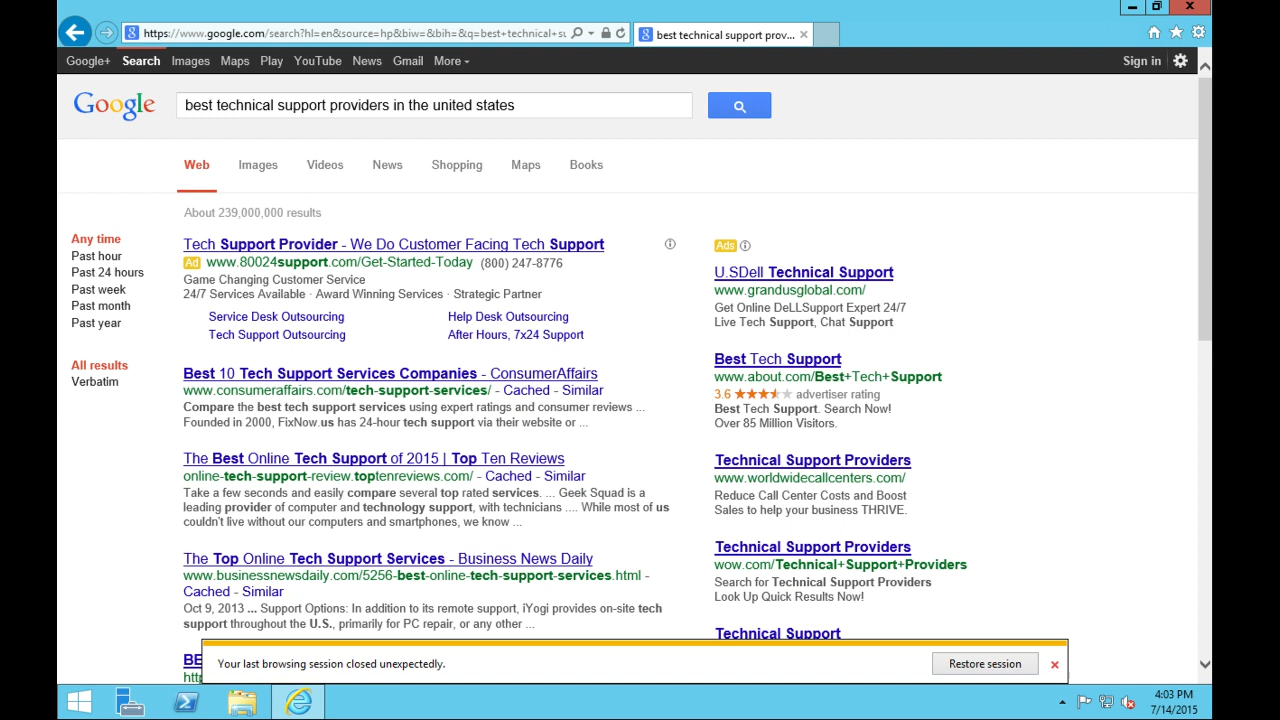 https://www.google.com/search?hl=en&source=hp&biw=&bih=&q=best+technical+su
best technical support prov...
Google+ Search Images Maps Play YouTube News Gmail More
Sign in
Google
best technical support providers in the united states
Web Images Videos News Shopping Maps Books
About 239,000,000 results
Any time
Past hour
Past 24 hours
Past week
Past month
Past year
All results
Verbatim
Tech Support Provider - We Do Customer Facing Tech Support
Ad www.80024support.com/Get-Started-Today (800) 247-8776
Game Changing Customer Service
24/7 Services Available · Award Winning Services · Strategic Partner
Service Desk Outsourcing Help Desk Outsourcing
Tech Support Outsourcing After Hours, 7x24 Support
Best 10 Tech Support Services Companies - ConsumerAffairs
www.consumeraffairs.com/tech-support-services/ - Cached - Similar
Compare the best tech support services using expert ratings and consumer reviews ...
Founded in 2000, FixNow.us has 24-hour tech support via their website or ...
The Best Online Tech Support of 2015 | Top Ten Reviews
online-tech-support-review.toptenreviews.com/ - Cached - Similar
Take a few seconds and easily compare several top rated services. ... Geek Squad is a
leading provider of computer and technology support, with technicians .... While most of us
couldn't live without our computers and smartphones, we know ...
The Top Online Tech Support Services - Business News Daily
www.businessnewsdaily.com/5256-best-online-tech-support-services.html -
Cached - Similar
Oct 9, 2013 ... Support Options: In addition to its remote support, iYogi provides on-site tech
support throughout the U.S., primarily for PC repair, or any other ...
Ads
U.SDell Technical Support
www.grandusglobal.com/
Get Online DeLLSupport Expert 24/7
Live Tech Support, Chat Support
Best Tech Support
www.about.com/Best+Tech+Support
3.6 advertiser rating
Best Tech Support. Search Now!
Over 85 Million Visitors.
Technical Support Providers
www.worldwidecallcenters.com/
Reduce Call Center Costs and Boost
Sales to help your business THRIVE.
Technical Support Providers
wow.com/Technical+Support+Providers
Search for Technical Support Providers
Look Up Quick Results Now!
Technical Support
Your last browsing session closed unexpectedly.
Restore session
4:03 PM
7/14/2015